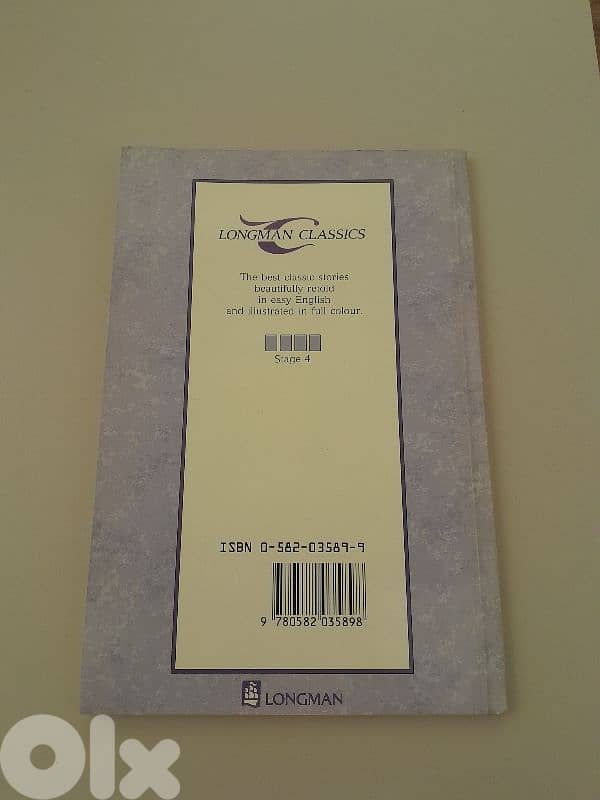 LONGMAN CLASSICS
The best classic stories
beautifully retold
in easy English
and illustrated in full colour.
Stage 4
ISBN 0-582-03589-9
9 780582 035898
LONGMAN
Olx